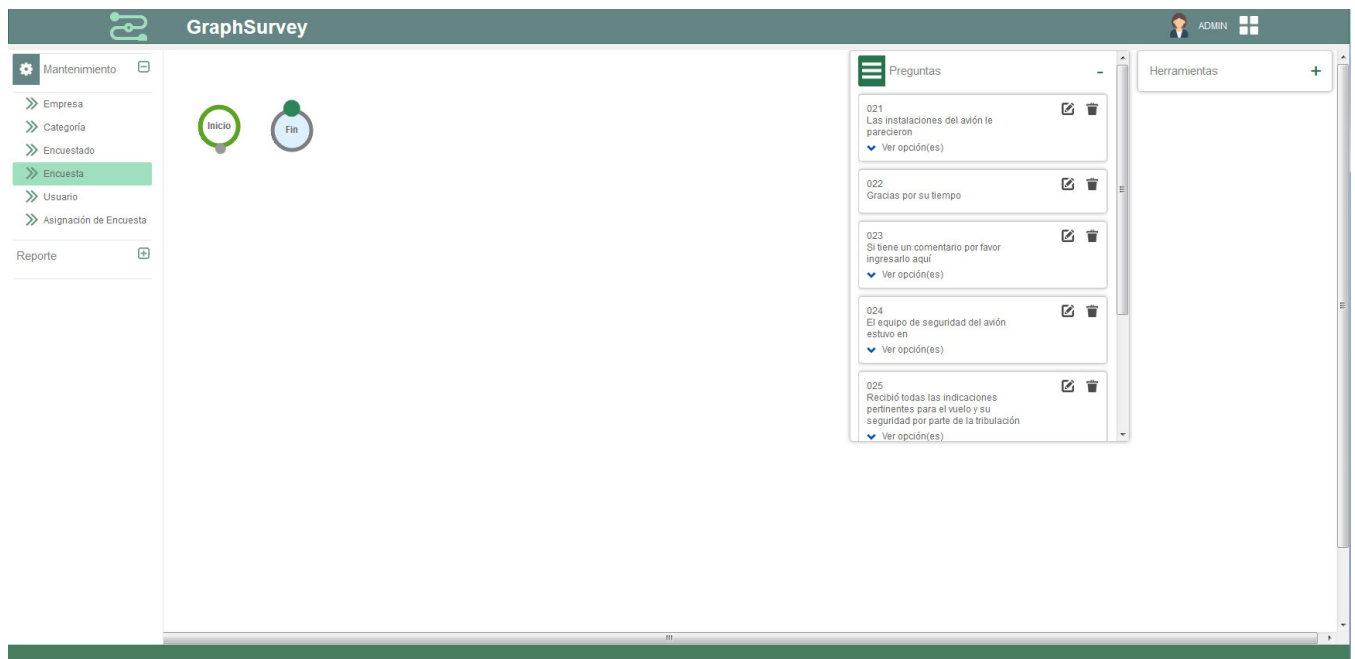 GraphSurvey
ADMIN
Mantenimiento
Empresa
Categoría
Encuestado
Encuesta
Usuario
Asignación de Encuesta
Reporte
Inicio
Fin
Preguntas
-
021
Las instalaciones del avión le
parecieron
Ver opción(es)
022
Gracias por su tiempo
023
Si tiene un comentario por favor
ingresarlo aquí
Ver opción(es)
024
El equipo de seguridad del avión
estuvo en
Ver opción(es)
025
Recibió todas las indicaciones
pertinentes para el vuelo y su
seguridad por parte de la tribulación
Ver opción(es)
Herramientas
+